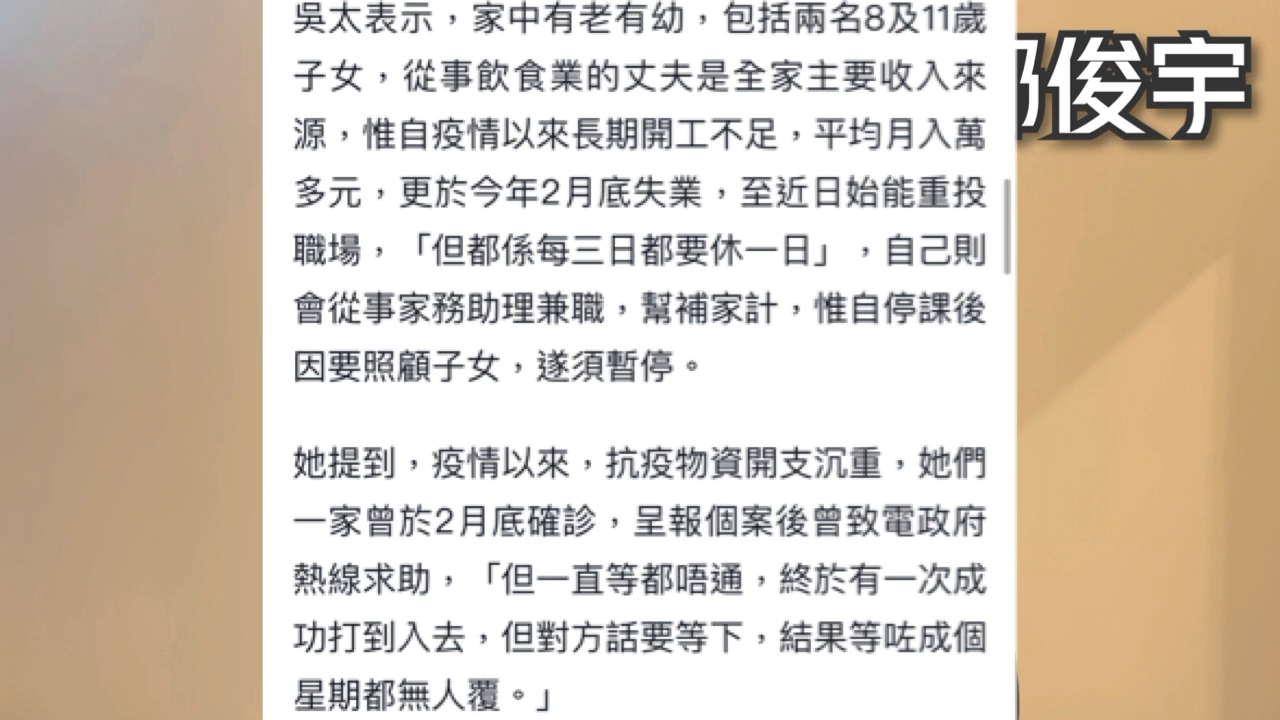 吳太表示，家中有老有幼，包括兩名8及11歲
子女，從事飲食業的丈夫是全家主要收入來
源，惟自疫情以來長期開工不足，平均月入萬
多元，更於今年2月底失業，至近日始能重投
職場，「但都係每三日都要休一日」，自己則
會從事家務助理兼職，幫補家計，惟自停課後
因要照顧子女，遂須暫停。
她提到，疫情以來，抗疫物資開支沉重，她們
一家曾於2月底確診，呈報個案後曾致電政府
熱線求助，「但一直等都唔通，終於有一次成
功打到入去，但對方話要等下，結果等咗成個
星期都無人覆。」
俊宇